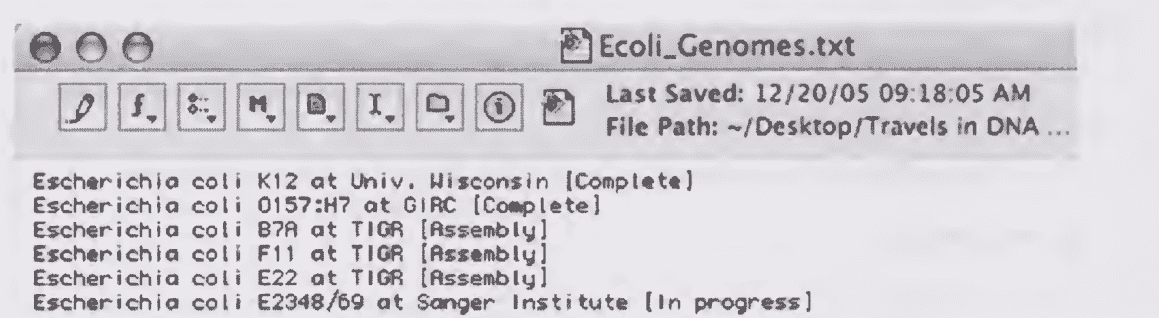 Ecoli_Genomes.txt
Last Saved: 12/20/05 09:18:05 AM
File Path: ~/Desktop/Travels in DNA ...
Escherichia coli K12 at Univ. Wisconsin [Complete]
Escherichia coli O157:H7 at GIRC [Complete]
Escherichia coli B7A at TIGR [Assembly]
Escherichia coli F11 at TIGR [Assembly]
Escherichia coli E22 at TIGR [Assembly]
Escherichia coli E2348/69 at Sanger Institute [In progress]